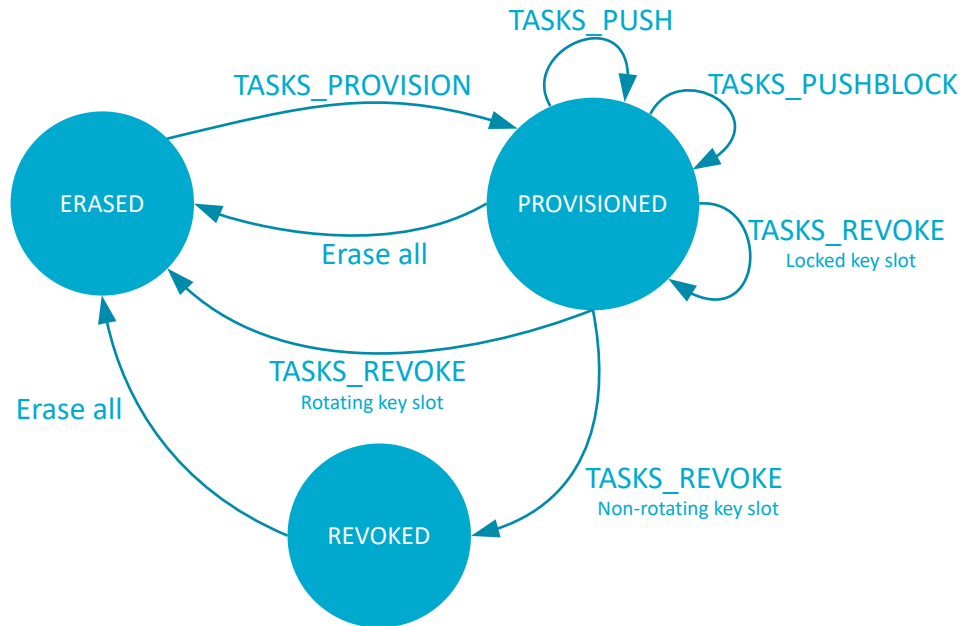 TASKS_PUSH
TASKS_PROVISION
TASKS_PUSHBLOCK
ERASED
PROVISIONED
TASKS_REVOKE
Locked key slot
Erase all
TASKS_REVOKE
Rotating key slot
Erase all
TASKS_REVOKE
Non-rotating key slot
REVOKED